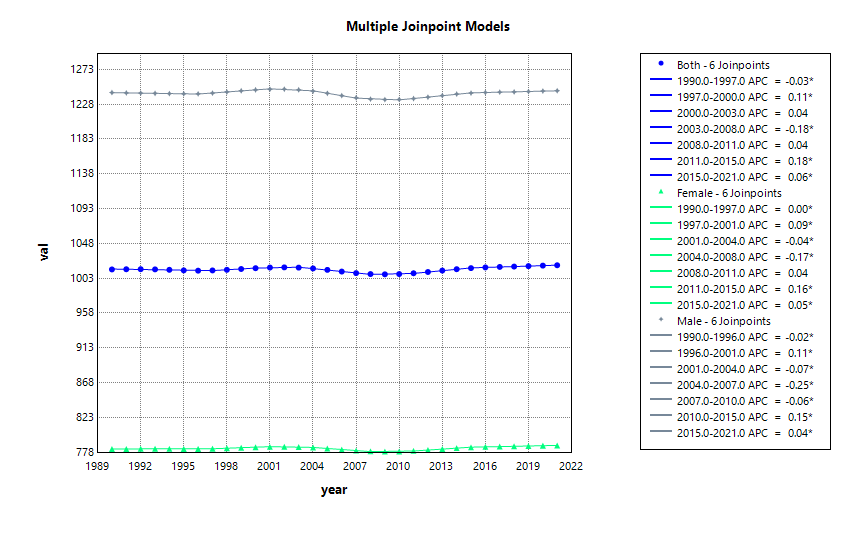 Multiple Joinpoint Models
1273
1228
1183
1138
1093
1048
1003
958
913
868
823
778
val
1989 1992 1995 1998 2001 2004 2007 2010 2013 2016 2019 2022
year
Both - 6 Joinpoints
1990.0-1997.0 APC = -0.03*
1997.0-2000.0 APC = 0.11*
2000.0-2003.0 APC = 0.04
2003.0-2008.0 APC = -0.18*
2008.0-2011.0 APC = 0.04
2011.0-2015.0 APC = 0.18*
2015.0-2021.0 APC = 0.06*
Female - 6 Joinpoints
1990.0-1997.0 APC = 0.00*
1997.0-2001.0 APC = 0.09*
2001.0-2004.0 APC = -0.04*
2004.0-2008.0 APC = -0.17*
2008.0-2011.0 APC = 0.04
2011.0-2015.0 APC = 0.16*
2015.0-2021.0 APC = 0.05*
Male - 6 Joinpoints
1990.0-1996.0 APC = -0.02*
1996.0-2001.0 APC = 0.11*
2001.0-2004.0 APC = -0.07*
2004.0-2007.0 APC = -0.25*
2007.0-2010.0 APC = -0.06*
2010.0-2015.0 APC = 0.15*
2015.0-2021.0 APC = 0.04*